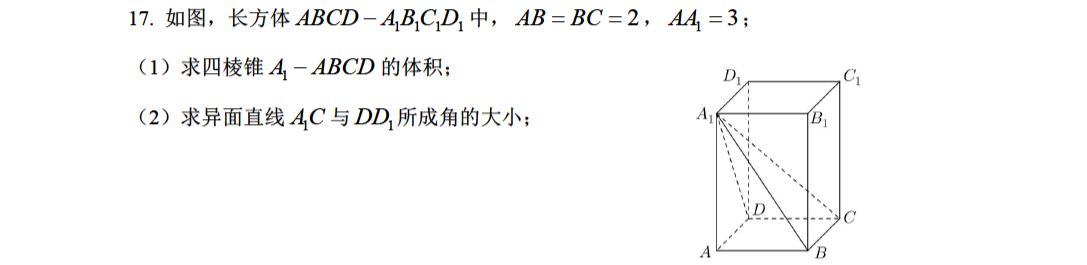 17. 如图，长方体 ABCD－A₁B₁C₁D₁ 中，AB＝BC＝2，AA₁＝3；
（1）求四棱锥 A₁－ABCD 的体积；
（2）求异面直线 A₁C 与 DD₁ 所成角的大小；
D₁
C₁
A₁
B₁
D
C
A
B